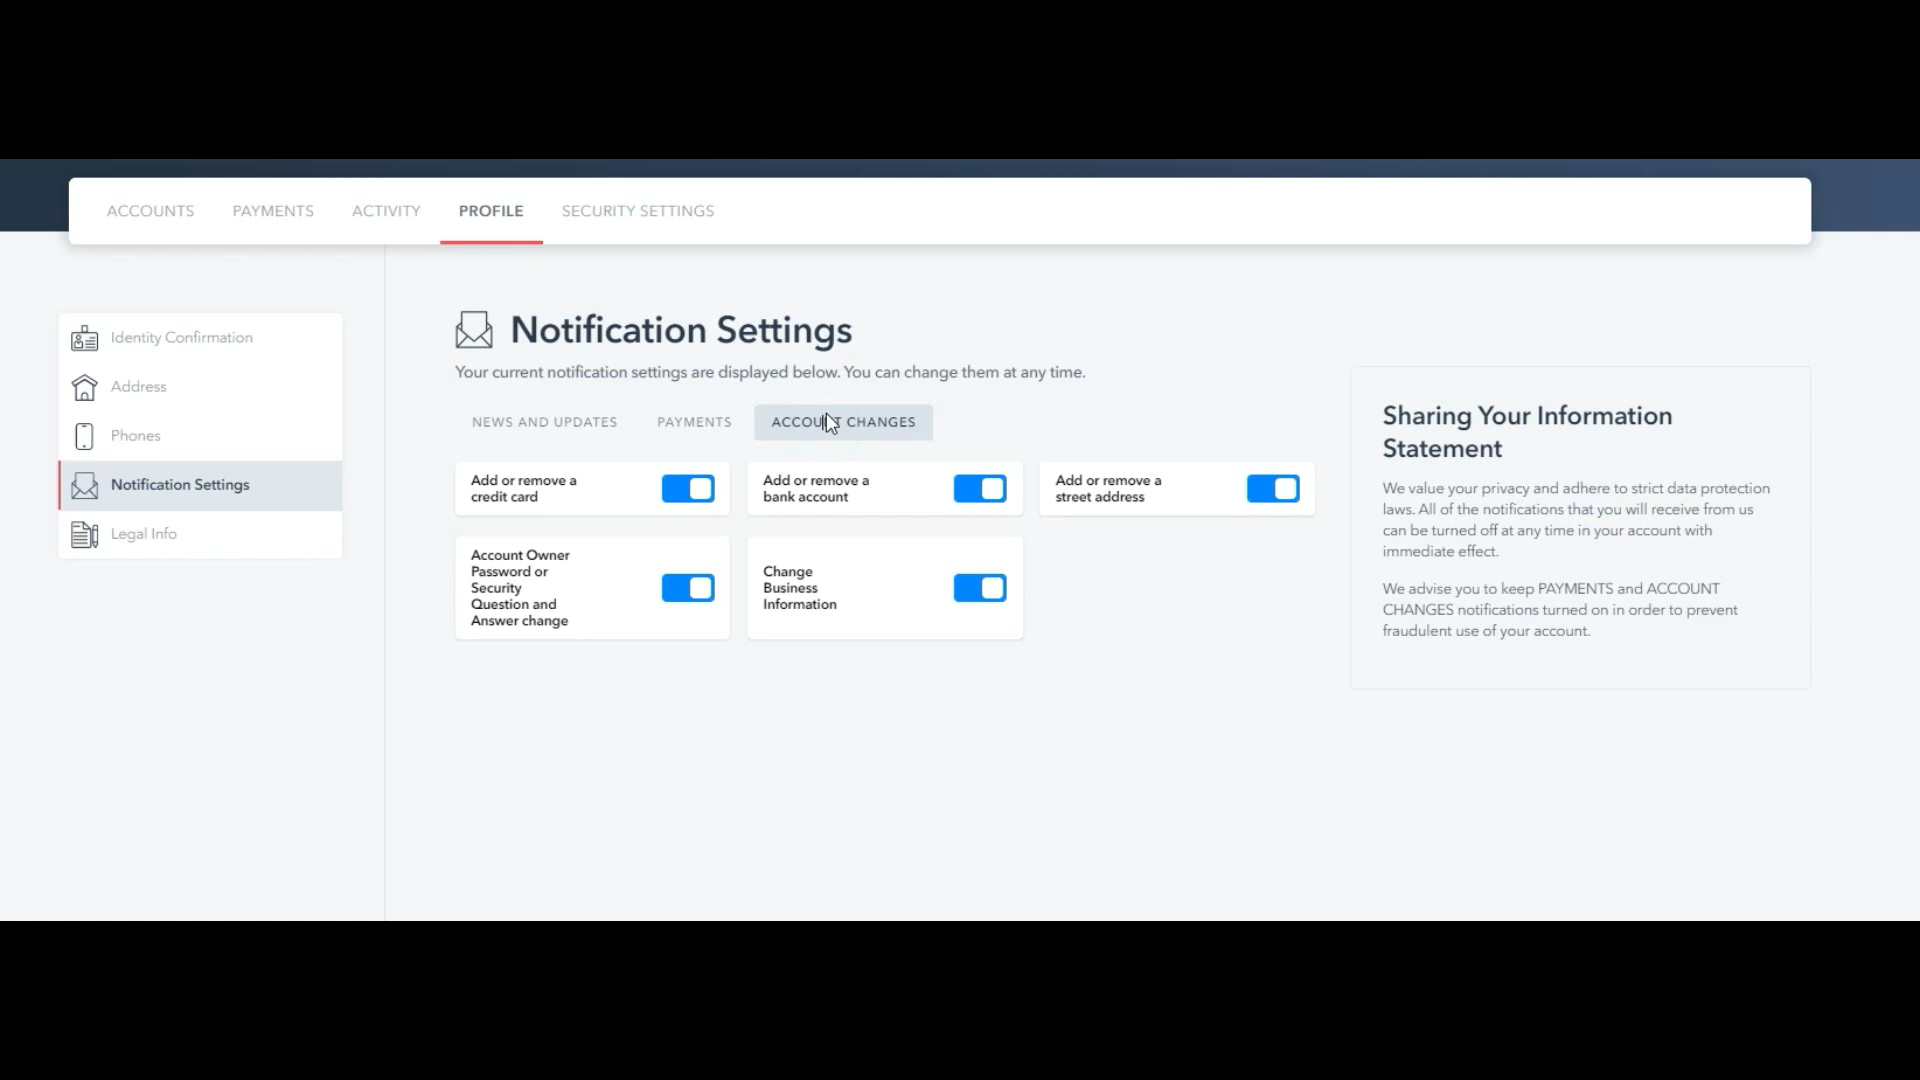 ACCOUNTS PAYMENTS ACTIVITY PROFILE SECURITY SETTINGS
Identity Confirmation
Address
Phones
Notification Settings
Legal Info
Notification Settings
Your current notification settings are displayed below. You can change them at any time.
NEWS AND UPDATES PAYMENTS ACCOUNT CHANGES
Add or remove a
credit card
Add or remove a
bank account
Add or remove a
street address
Account Owner
Password or
Security
Question and
Answer change
Change
Business
Information
Sharing Your Information
Statement
We value your privacy and adhere to strict data protection
laws. All of the notifications that you will receive from us
can be turned off at any time in your account with
immediate effect.
We advise you to keep PAYMENTS and ACCOUNT
CHANGES notifications turned on in order to prevent
fraudulent use of your account.